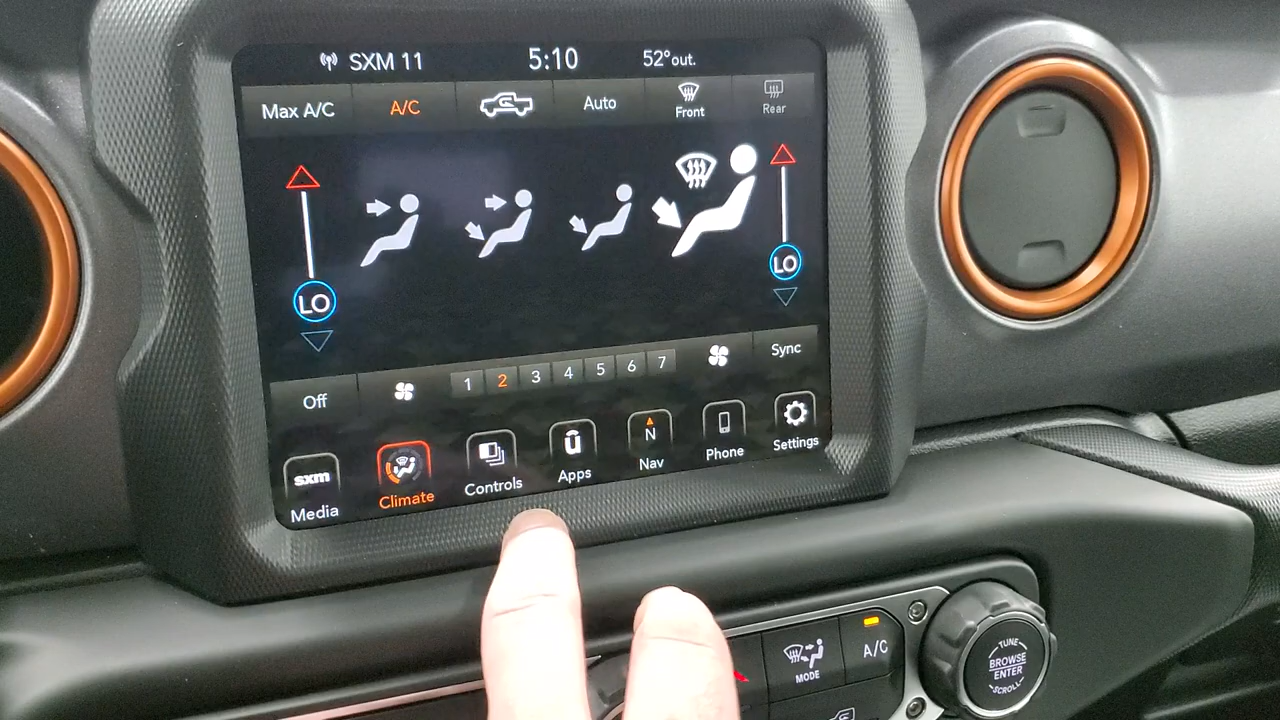 SXM 11 5:10 52°out.
Max A/C A/C Auto Front Rear
LO LO
Off 1 2 3 4 5 6 7 Sync
sxm N
Media Climate Controls Apps Nav Phone Settings
MODE A/C
TUNE
BROWSE
ENTER
SCROLL